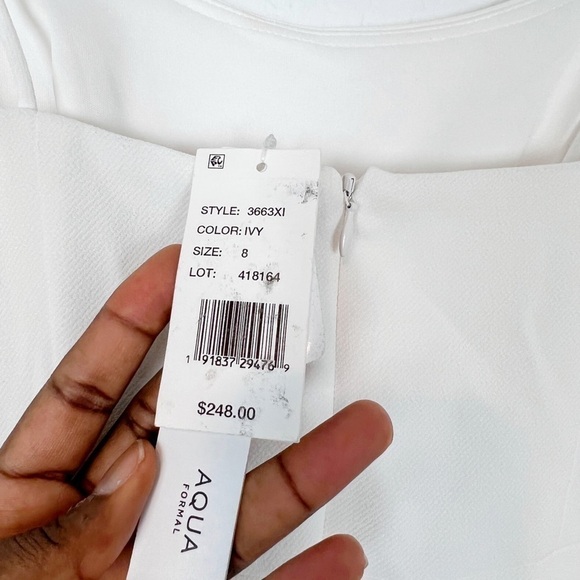 STYLE: 3663XI
COLOR: IVY
SIZE: 8
LOT: 418164
1 91837 29476 9
$248.00
AQUA
FORMAL